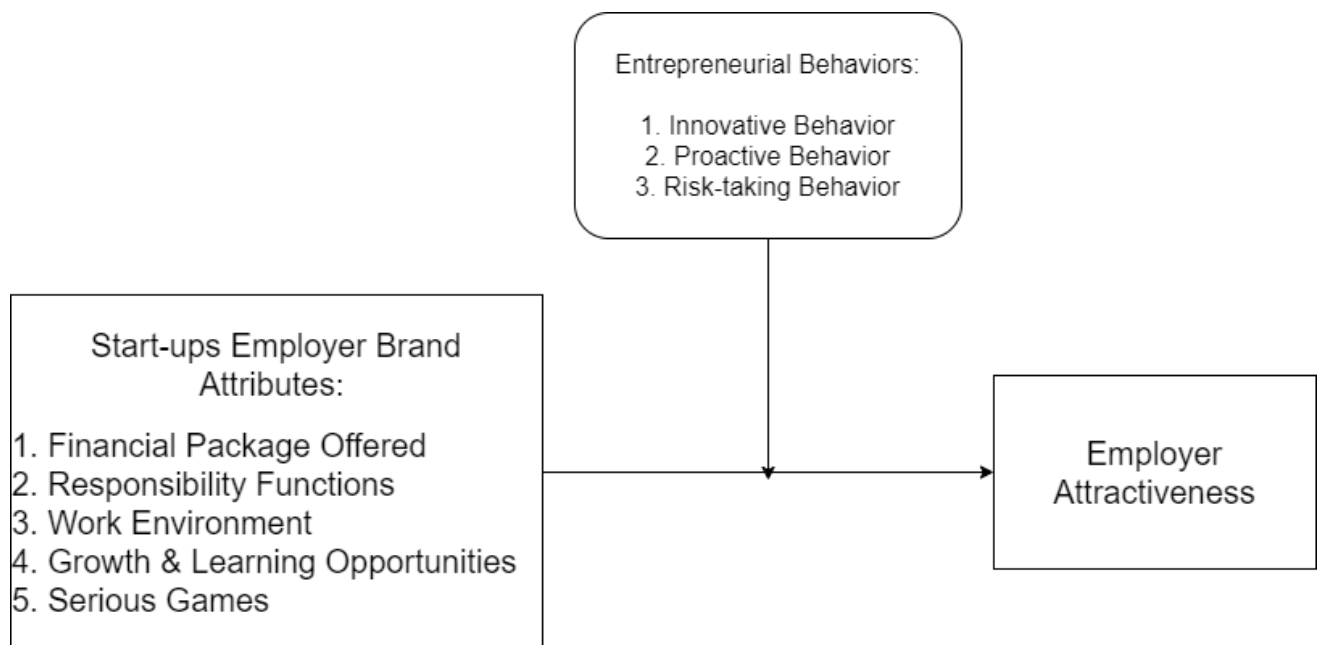 Entrepreneurial Behaviors:
1. Innovative Behavior
2. Proactive Behavior
3. Risk-taking Behavior
Start-ups Employer Brand
Attributes:
1. Financial Package Offered
2. Responsibility Functions
3. Work Environment
4. Growth & Learning Opportunities
5. Serious Games
Employer
Attractiveness